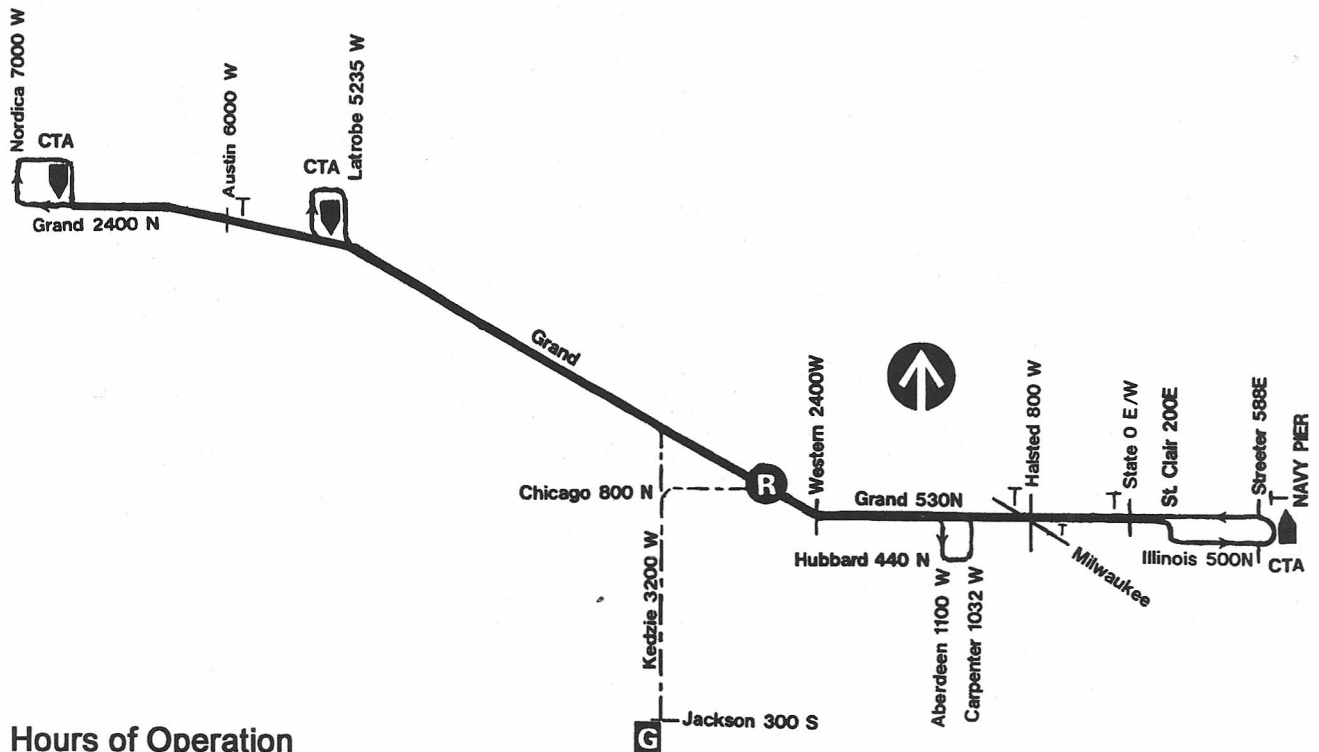 Nordica 7000 W
CTA
Grand 2400 N
Austin 6000 W
T
CTA
Latrobe 5235 W
Grand
Chicago 800 N
R
Kedzie 3200 W
Jackson 300 S
G
Western 2400W
Grand 530N
Hubbard 440 N
Aberdeen 1100 W
Carpenter 1032 W
T
Halsted 800 W
T
Milwaukee
T
State 0 E/W
St. Clair 200E
Illinois 500N
Streeter 588E
T
NAVY PIER
CTA
Hours of Operation